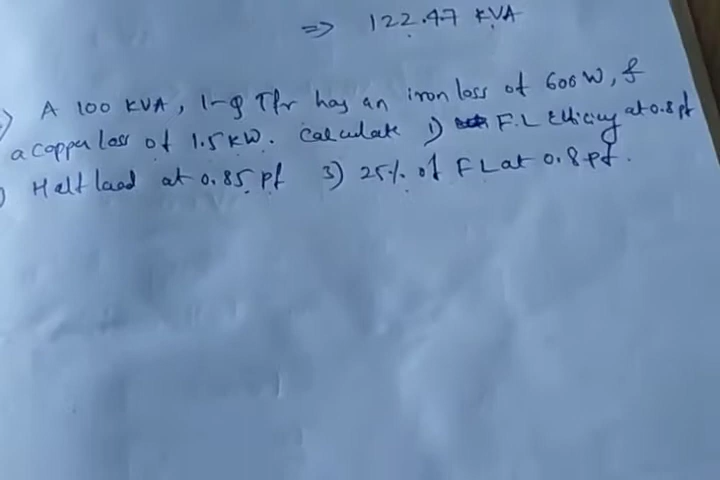 => 122.47 KVA
) A 100 KVA, 1-φ Tfr has an iron loss of 600 W, &
a copper loss of 1.5 KW. Calculate 1) F.L Efficiency at 0.8 pf
) Half load at 0.85 pf 3) 25% of FL at 0.8 pf.